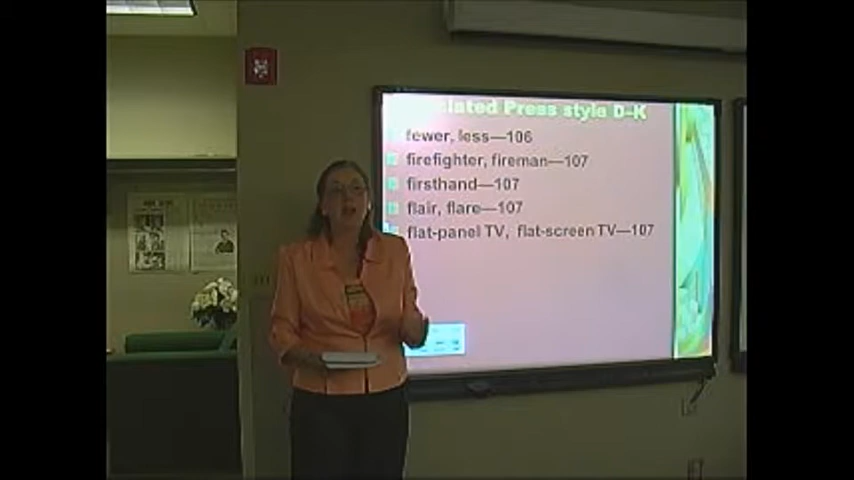 Press style D-K
fewer, less—106
firefighter, fireman—107
firsthand—107
flair, flare—107
flat-panel TV, flat-screen TV—107